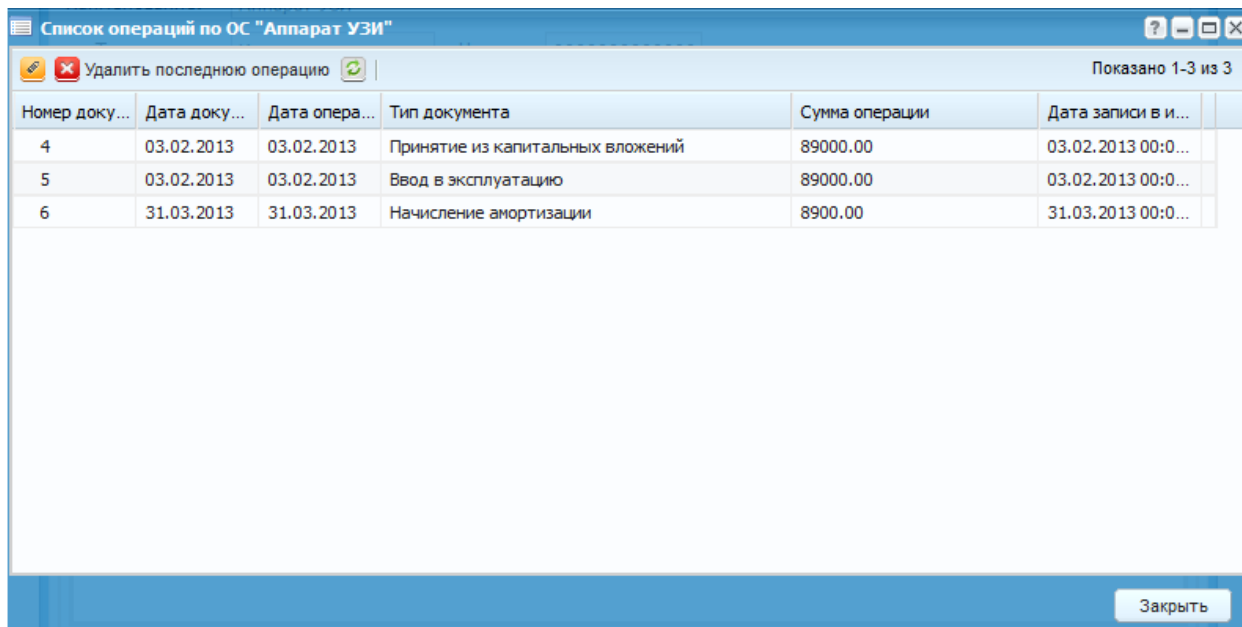 Список операций по ОС "Аппарат УЗИ"
Удалить последнюю операцию
Показано 1-3 из 3
Номер доку... Дата доку... Дата опера... Тип документа Сумма операции Дата записи в и...
4 03.02.2013 03.02.2013 Принятие из капитальных вложений 89000.00 03.02.2013 00:0...
5 03.02.2013 03.02.2013 Ввод в эксплуатацию 89000.00 03.02.2013 00:0...
6 31.03.2013 31.03.2013 Начисление амортизации 8900.00 31.03.2013 00:0...
Закрыть